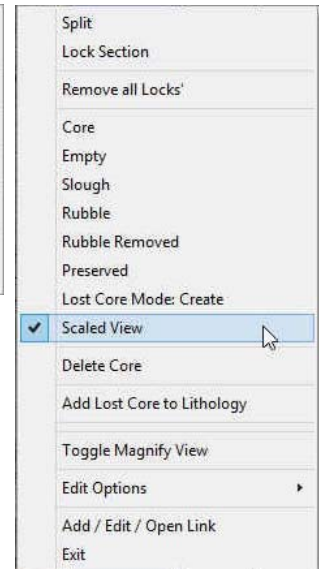 Split
Lock Section
Remove all Locks'
Core
Empty
Slough
Rubble
Rubble Removed
Preserved
Lost Core Mode: Create
Scaled View
Delete Core
Add Lost Core to Lithology
Toggle Magnify View
Edit Options
Add / Edit / Open Link
Exit